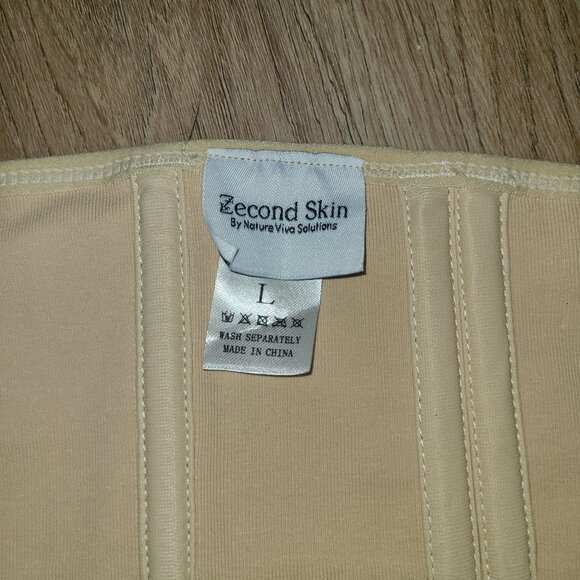 Zecond Skin
By Nature Viva Solutions
L
WASH SEPARATELY
MADE IN CHINA